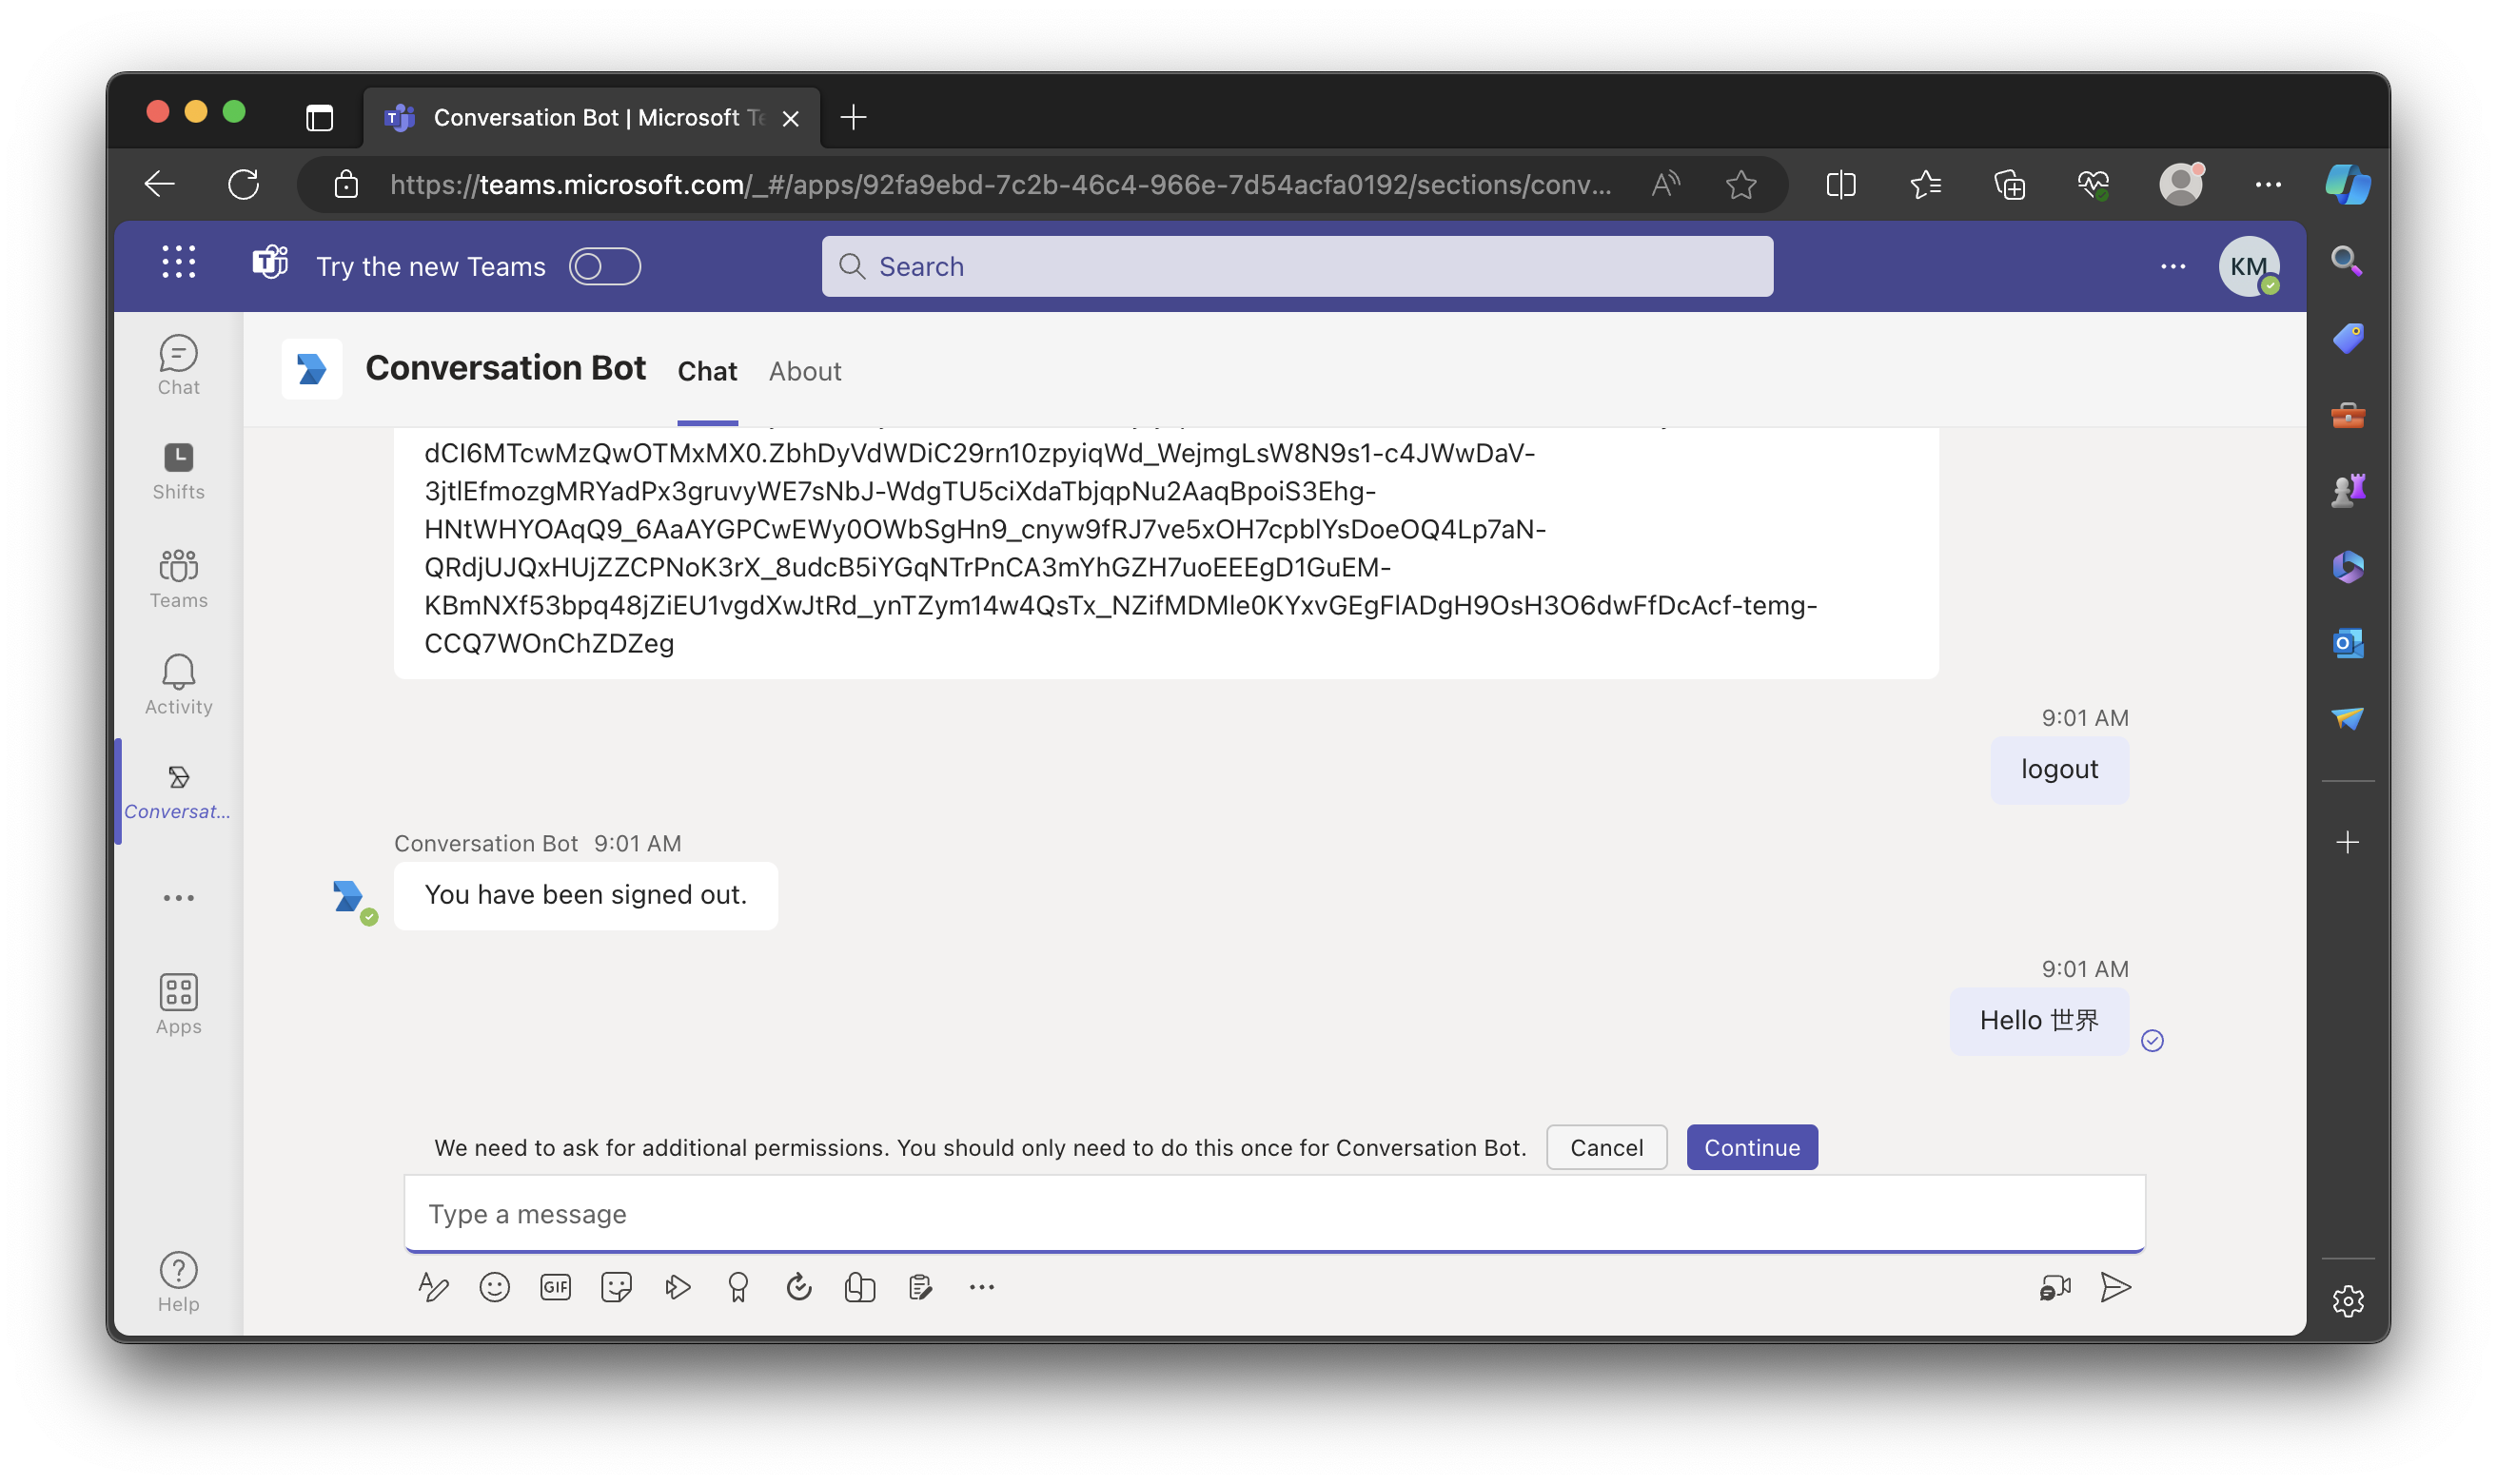 Conversation Bot | Microsoft Te
https://teams.microsoft.com/_#/apps/92fa9ebd-7c2b-46c4-966e-7d54acfa0192/sections/conv...
Try the new Teams
Search
KM
Chat
Shifts
Teams
Activity
Conversat...
Apps
Help
Conversation Bot
Chat
About
dCI6MTcwMzQwOTMxMX0.ZbhDyVdWDiC29rn10zpyiqWd_WejmgLsW8N9s1-c4JWwDaV-
3jtlEfmozgMRYadPx3gruvyWE7sNbJ-WdgTU5ciXdaTbjqpNu2AaqBpoiS3Ehg-
HNtWHYOAqQ9_6AaAYGPCwEWy0OWbSgHn9_cnyw9fRJ7ve5xOH7cpblYsDoeOQ4Lp7aN-
QRdjUJQxHUjZZCPNoK3rX_8udcB5iYGqNTrPnCA3mYhGZH7uoEEEgD1GuEM-
KBmNXf53bpq48jZiEU1vgdXwJtRd_ynTZym14w4QsTx_NZifMDMle0KYxvGEgFlADgH9OsH3O6dwFfDcAcf-temg-
CCQ7WOnChZDZeg
9:01 AM
logout
Conversation Bot 9:01 AM
You have been signed out.
9:01 AM
Hello 世界
We need to ask for additional permissions. You should only need to do this once for Conversation Bot.
Cancel
Continue
Type a message
GIF